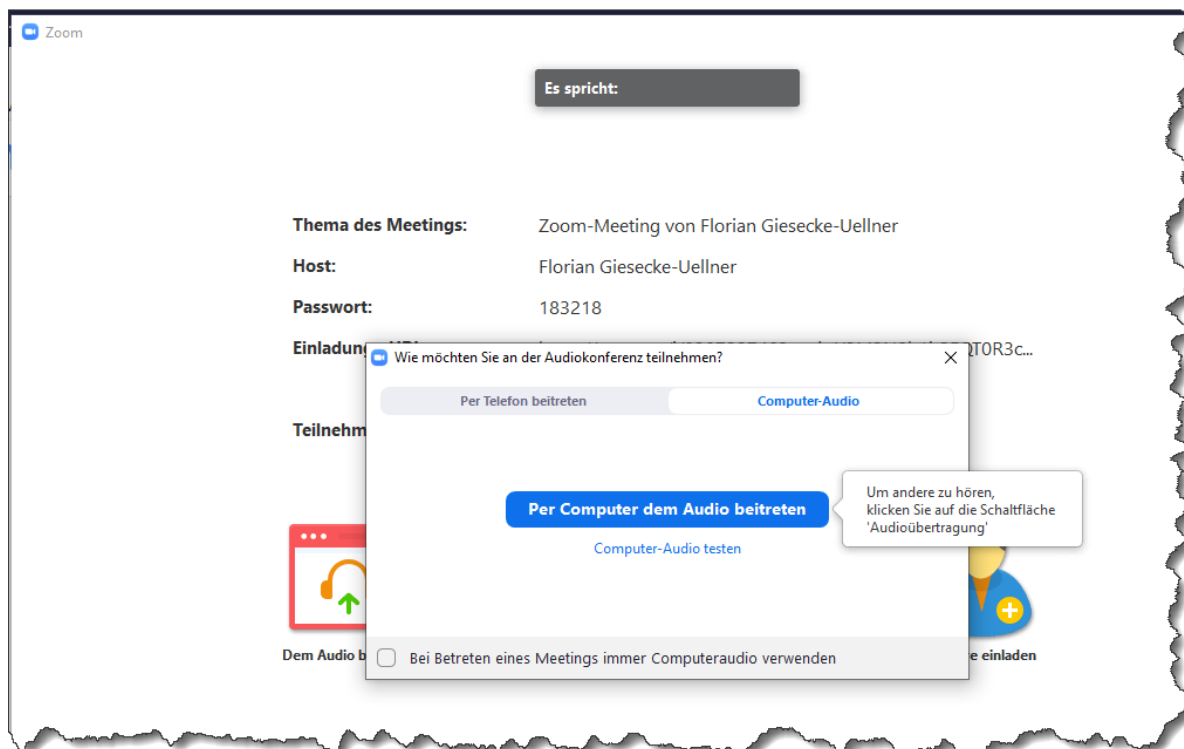 Zoom
Es spricht:
Thema des Meetings: Zoom-Meeting von Florian Giesecke-Uellner
Host: Florian Giesecke-Uellner
Passwort: 183218
Wie möchten Sie an der Audiokonferenz teilnehmen?
Per Telefon beitreten Computer-Audio
Per Computer dem Audio beitreten
Um andere zu hören,
klicken Sie auf die Schaltfläche
'Audioübertragung'
Computer-Audio testen
Dem Audio
einladen
Bei Betreten eines Meetings immer Computeraudio verwenden